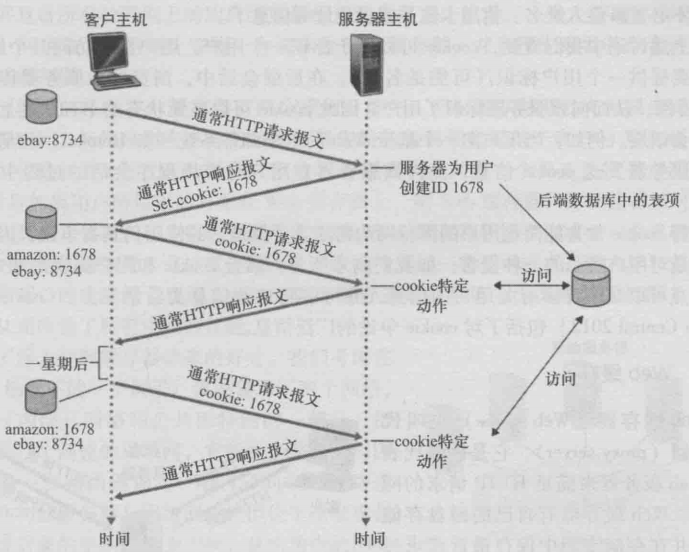 客户主机
服务器主机
ebay:8734
通常HTTP请求报文
通常HTTP响应报文
Set-cookie: 1678
服务器为用户
创建ID 1678
后端数据库中的表项
amazon: 1678
ebay: 8734
通常HTTP请求报文
cookie: 1678
cookie特定
动作
访问
通常HTTP响应报文
访问
一星期后
amazon: 1678
ebay: 8734
通常HTTP请求报文
cookie: 1678
cookie特定
动作
通常HTTP响应报文
时间
时间